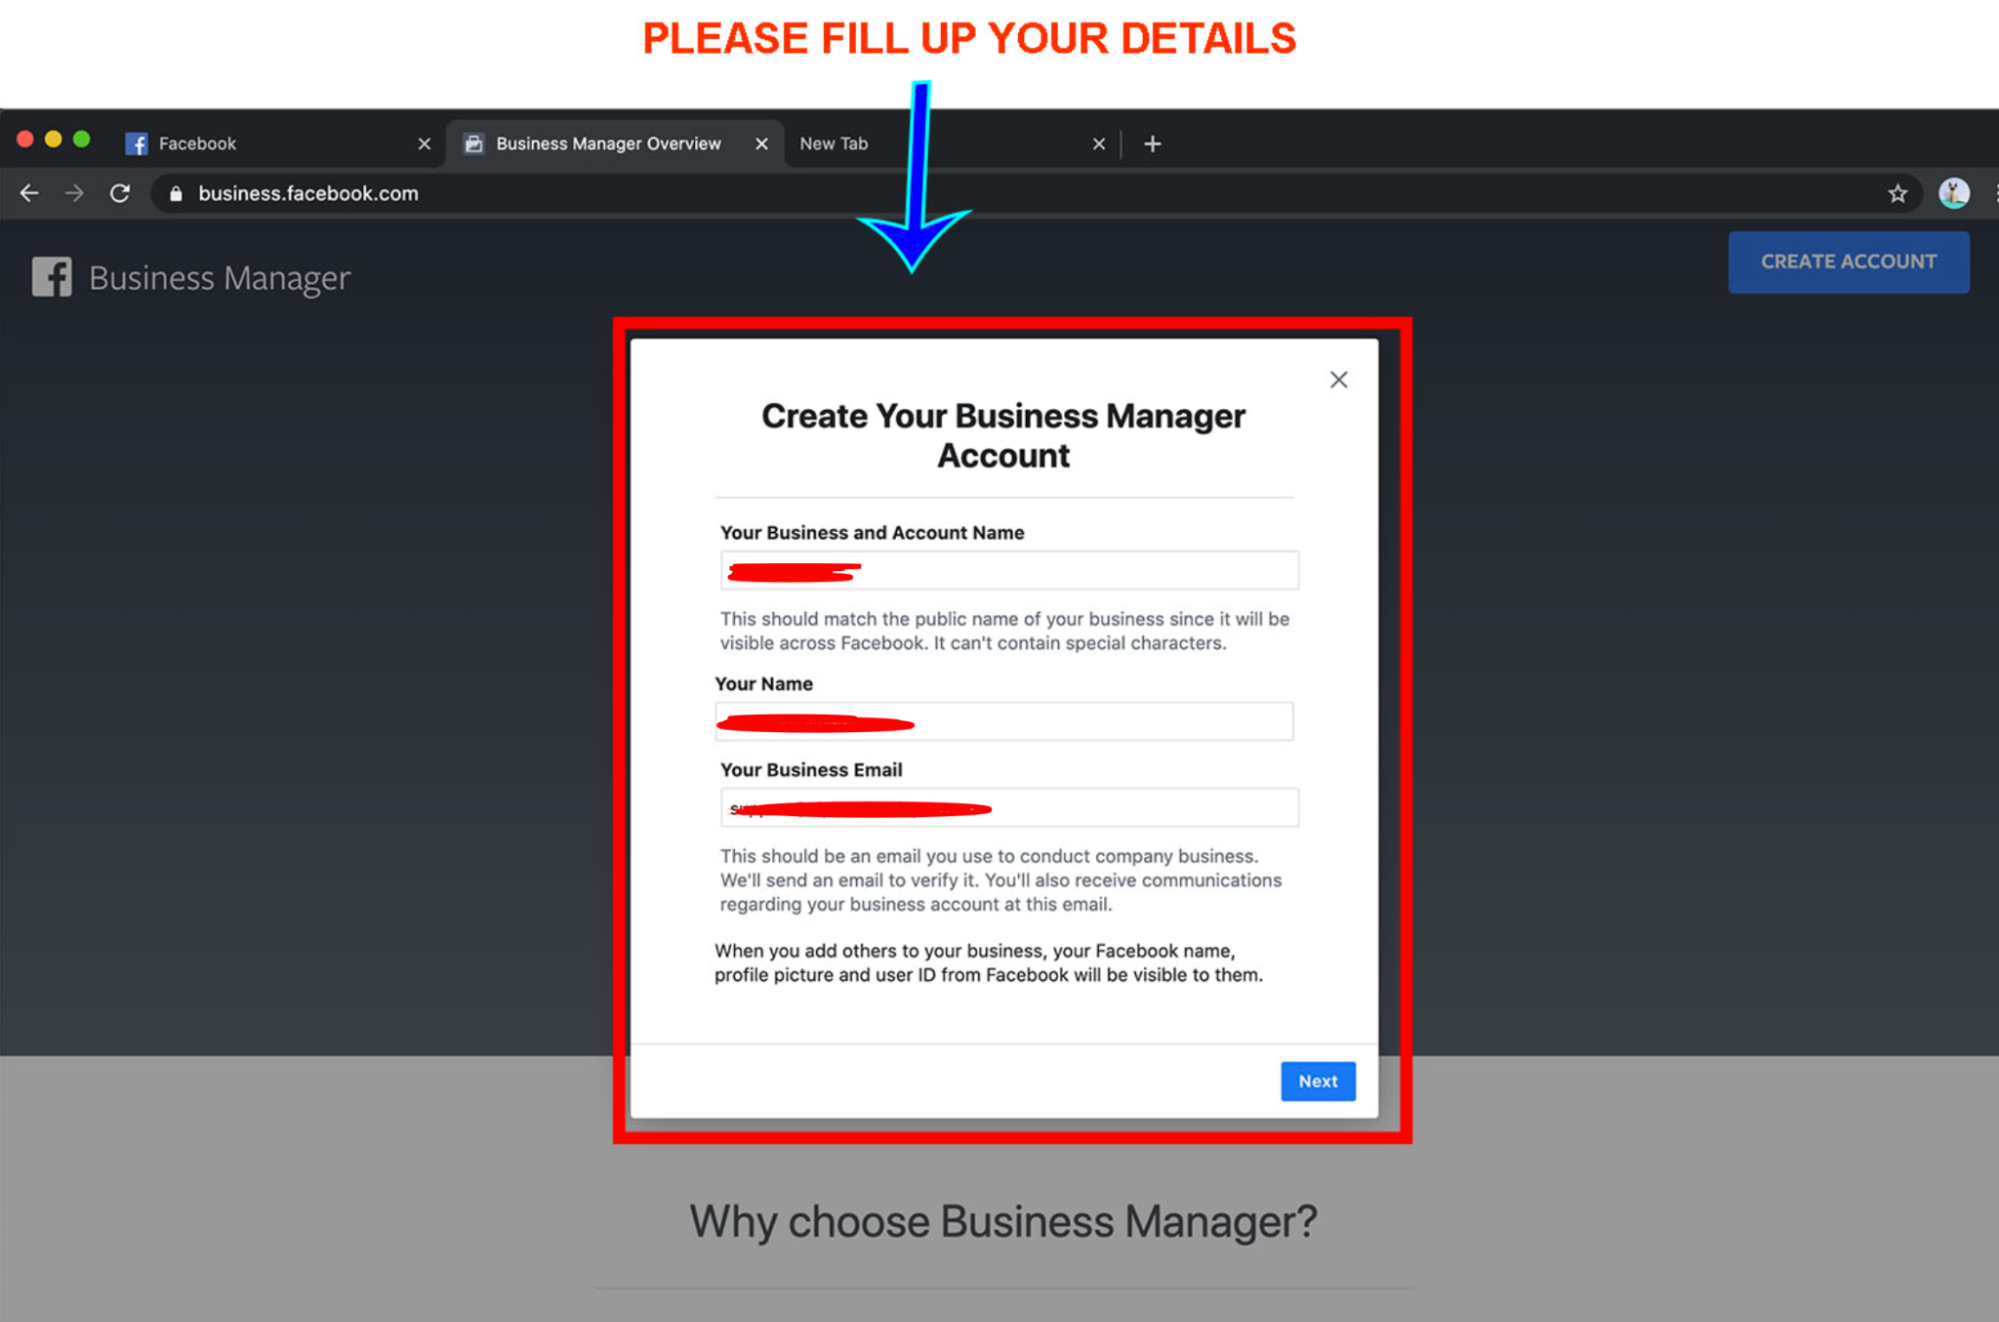 PLEASE FILL UP YOUR DETAILS
Facebook
Business Manager Overview
New Tab
business.facebook.com
Business Manager
CREATE ACCOUNT
Create Your Business Manager
Account
Your Business and Account Name
This should match the public name of your business since it will be
visible across Facebook. It can't contain special characters.
Your Name
Your Business Email
This should be an email you use to conduct company business.
We'll send an email to verify it. You'll also receive communications
regarding your business account at this email.
When you add others to your business, your Facebook name,
profile picture and user ID from Facebook will be visible to them.
Next
Why choose Business Manager?